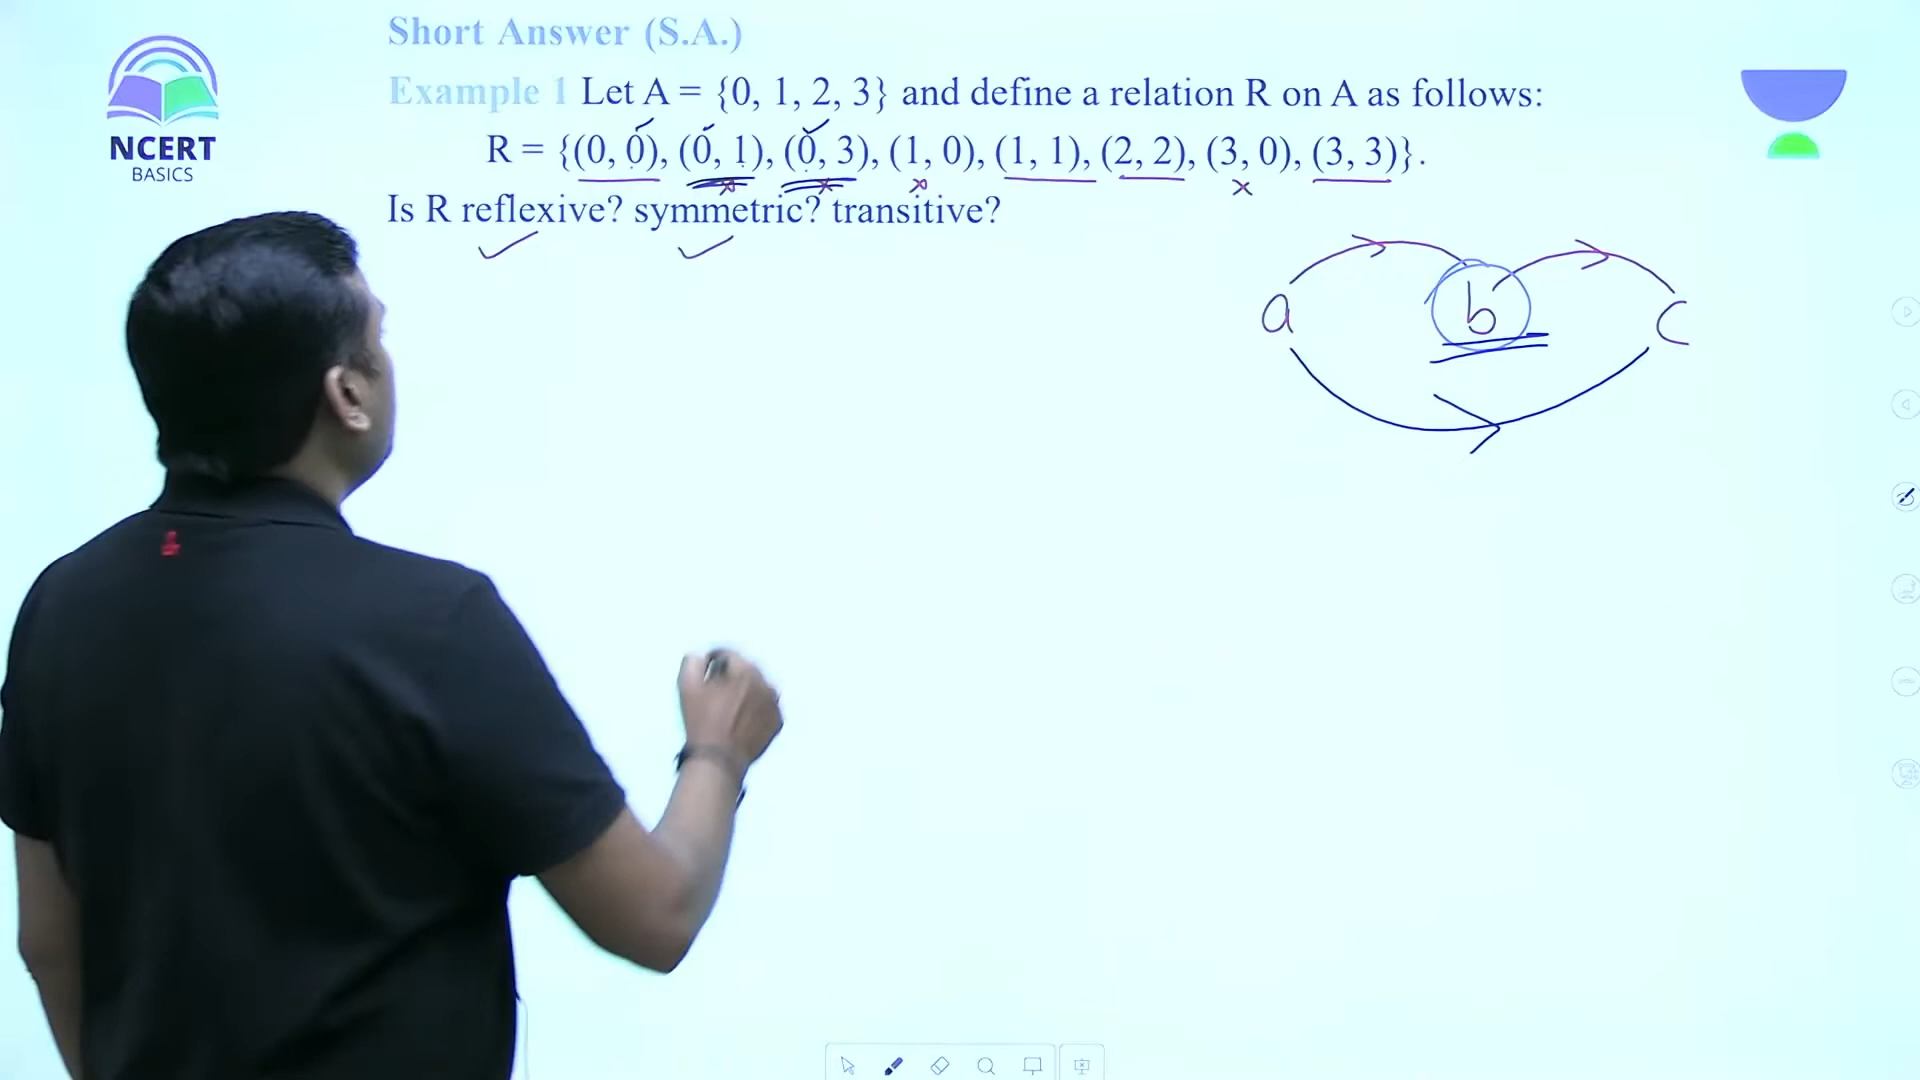 Short Answer (S.A.)
Example 1 Let A = {0, 1, 2, 3} and define a relation R on A as follows:
R = {(0, 0), (0, 1), (0, 3), (1, 0), (1, 1), (2, 2), (3, 0), (3, 3)}.
Is R reflexive? symmetric? transitive?
NCERT
BASICS
a b c